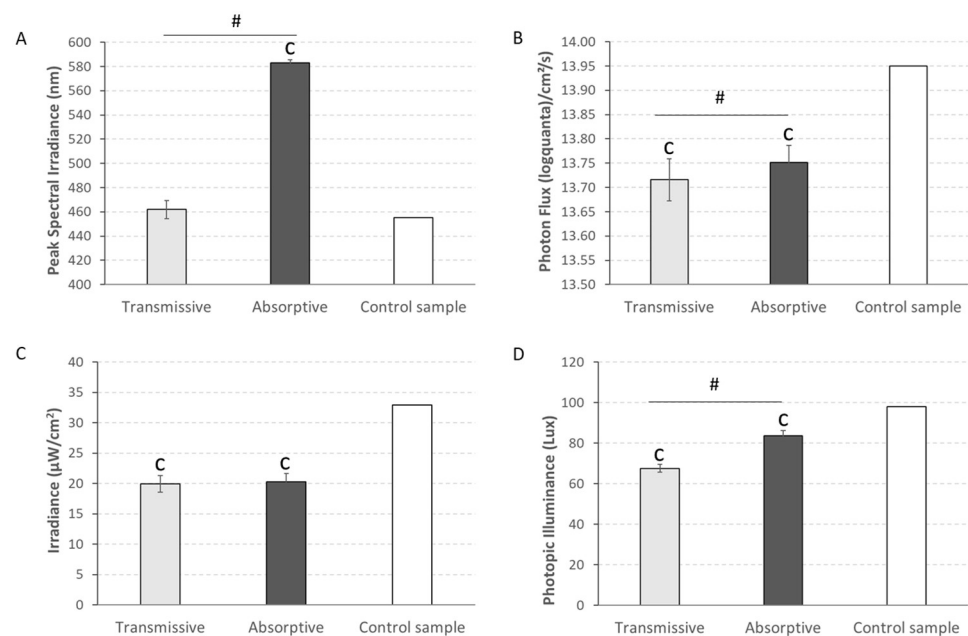 A
#
C
Peak Spectral Irradiance (nm)
600
580
560
540
520
500
480
460
440
420
400
Transmissive Absorptive Control sample
B
#
C C
Photon Flux (logquanta)/cm²/s)
14.00
13.95
13.90
13.85
13.80
13.75
13.70
13.65
13.60
13.55
13.50
Transmissive Absorptive Control sample
C
C C
Irradiance (µW/cm²)
40
35
30
25
20
15
10
5
0
Transmissive Absorptive Control sample
D
#
C C
Photopic Illuminance (Lux)
120
100
80
60
40
20
0
Transmissive Absorptive Control sample